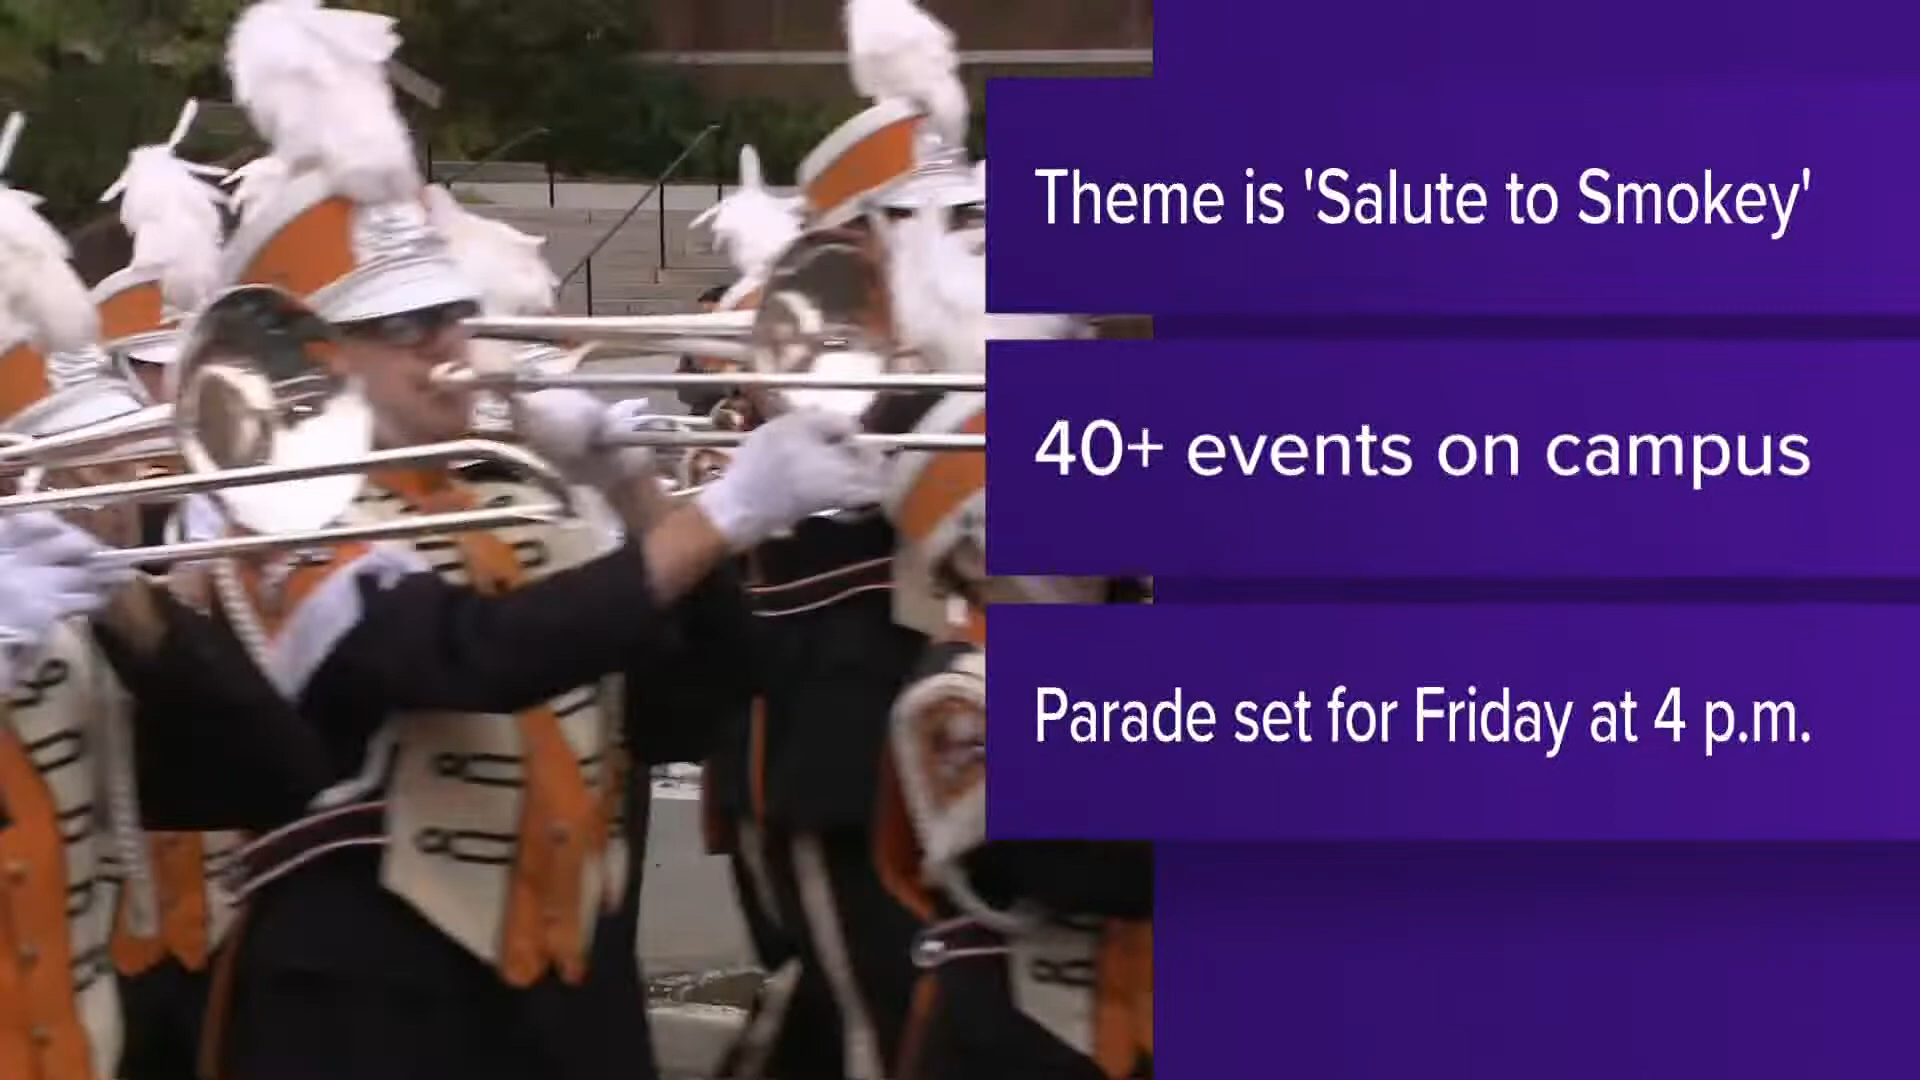 Theme is 'Salute to Smokey'
40+ events on campus
Parade set for Friday at 4 p.m.